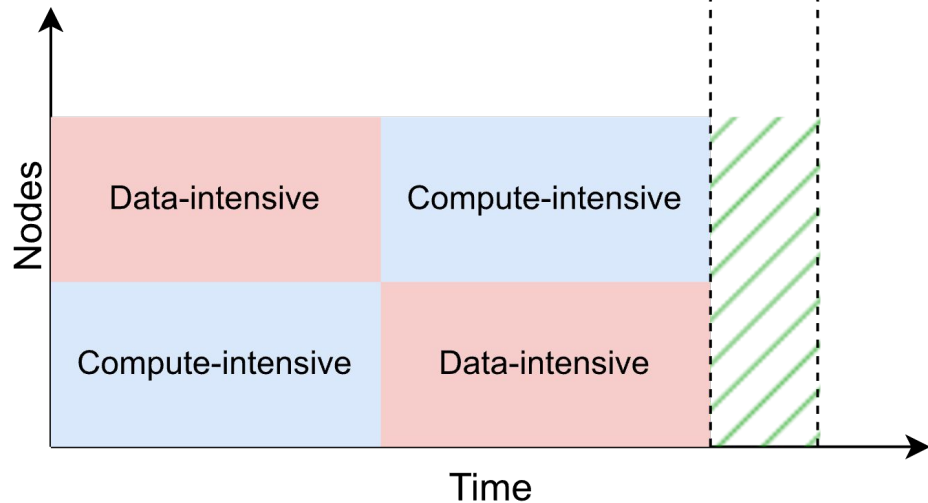 Nodes
Data-intensive
Compute-intensive
Compute-intensive
Data-intensive
Time